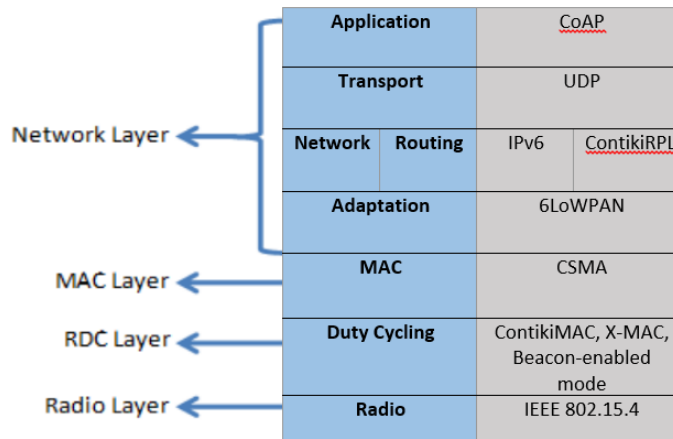 Application CoAP
Transport UDP
Network Layer
Network Routing IPv6 ContikiRPL
Adaptation 6LoWPAN
MAC Layer
MAC CSMA
RDC Layer
Duty Cycling ContikiMAC, X-MAC,
Beacon-enabled
mode
Radio Layer
Radio IEEE 802.15.4